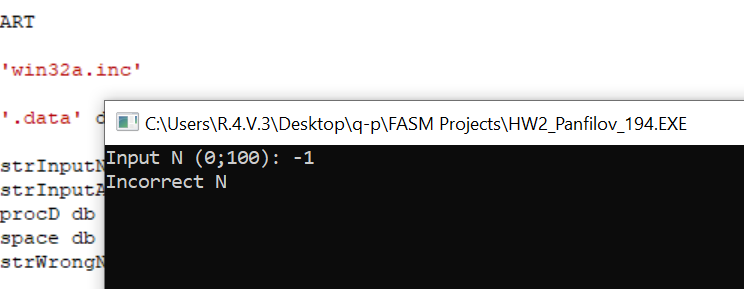 ART
'win32a.inc'
'.data' d
C:\Users\R.4.V.3\Desktop\q-p\FASM Projects\HW2_Panfilov_194.EXE
strInputN
Input N (0;100): -1
strInputA
Incorrect N
procD db
space db
strWrongN